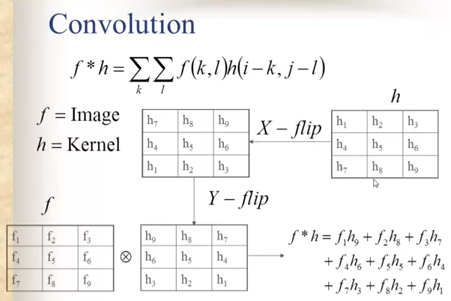 Convolution
f * h = ∑ ∑ f(k,l)h(i − k, j − l)
k l
f = Image
h = Kernel
h₇ h₈ h₉
h₄ h₅ h₆
h₁ h₂ h₃
X − flip
h
h₁ h₂ h₃
h₄ h₅ h₆
h₇ h₈ h₉
Y − flip
f
f₁ f₂ f₃
f₄ f₅ f₆
f₇ f₈ f₉
⊗
h₉ h₈ h₇
h₆ h₅ h₄
h₃ h₂ h₁
f * h = f₁h₉ + f₂h₈ + f₃h₇
+ f₄h₆ + f₅h₅ + f₆h₄
+ f₇h₃ + f₈h₂ + f₉h₁